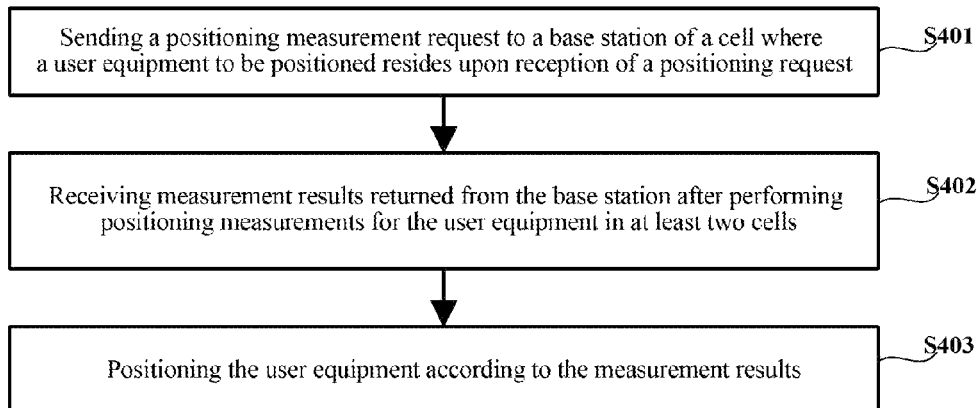 Sending a positioning measurement request to a base station of a cell where
a user equipment to be positioned resides upon reception of a positioning request
S401
Receiving measurement results returned from the base station after performing
positioning measurements for the user equipment in at least two cells
S402
Positioning the user equipment according to the measurement results
S403